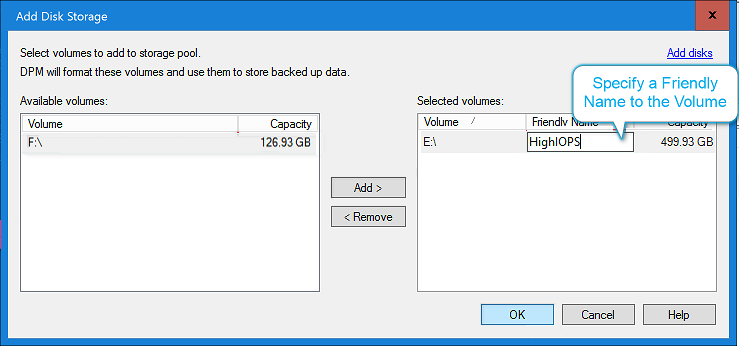 Add Disk Storage
x
Select volumes to add to storage pool.
Add disks
DPM will format these volumes and use them to store backed up data.
Specify a Friendly
Name to the Volume
Available volumes:
Selected volumes:
Volume Capacity
Volume / Friendly Name Capacity
F:\ 126.93 GB
E:\ HighIOPS 499.93 GB
Add >
< Remove
OK Cancel Help